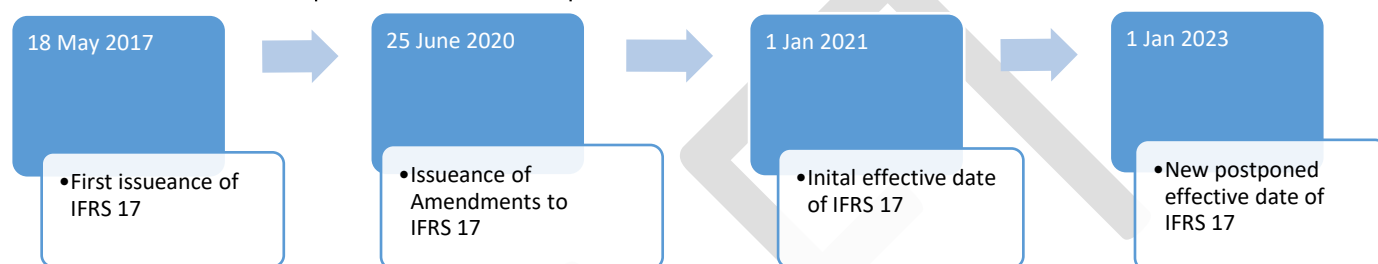 18 May 2017
•First issueance of
IFRS 17
25 June 2020
•Issueance of
Amendments to
IFRS 17
1 Jan 2021
•Inital effective date
of IFRS 17
1 Jan 2023
•New postponed
effective date of
IFRS 17